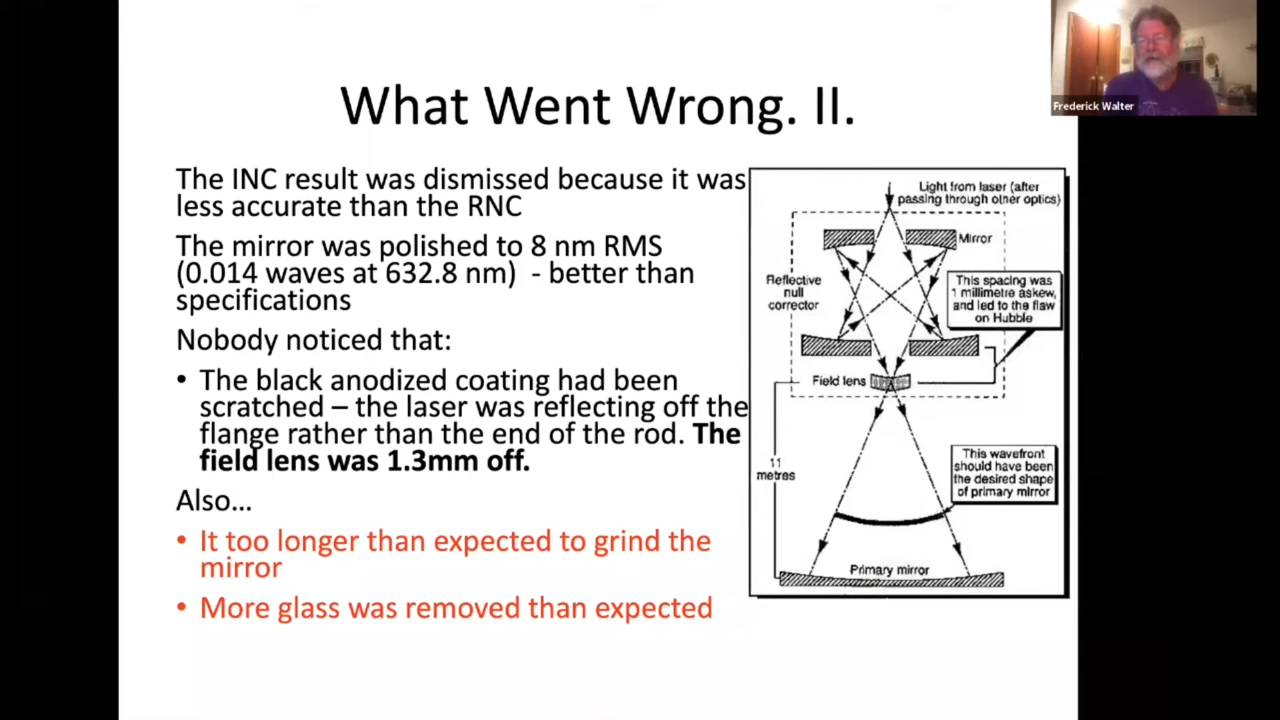 What Went Wrong. II.
Frederick Walter
The INC result was dismissed because it was
less accurate than the RNC
The mirror was polished to 8 nm RMS
(0.014 waves at 632.8 nm)  - better than
specifications
Nobody noticed that:
• The black anodized coating had been
scratched – the laser was reflecting off the
flange rather than the end of the rod. The
field lens was 1.3mm off.
Also...
• It too longer than expected to grind the
mirror
• More glass was removed than expected
Light from laser (after
passing through other optics)
Mirror
Reflective
null
corrector
This spacing was
1 millimetre askew,
and led to the flaw
on Hubble
Field lens
11
metres
This wavefront
should have been
the desired shape
of primary mirror
Primary mirror